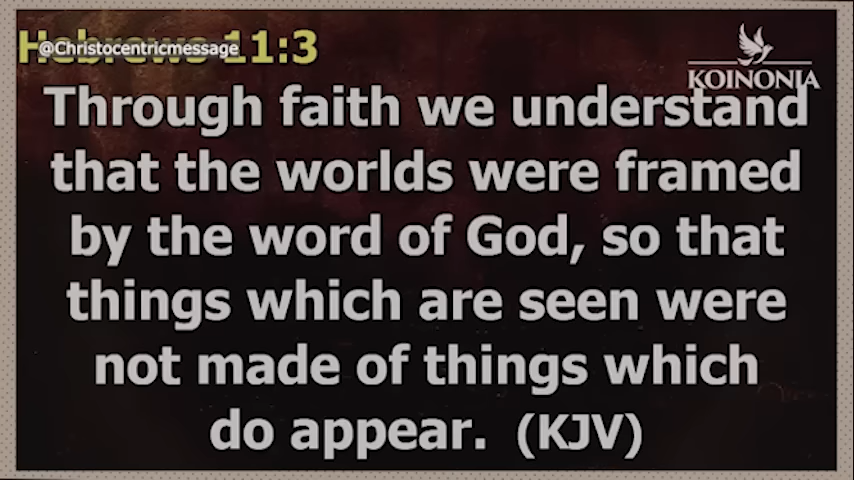 Hebrews 11:3
@Christocentricmessage
KOINONIA
Through faith we understand
that the worlds were framed
by the word of God, so that
things which are seen were
not made of things which
do appear. (KJV)